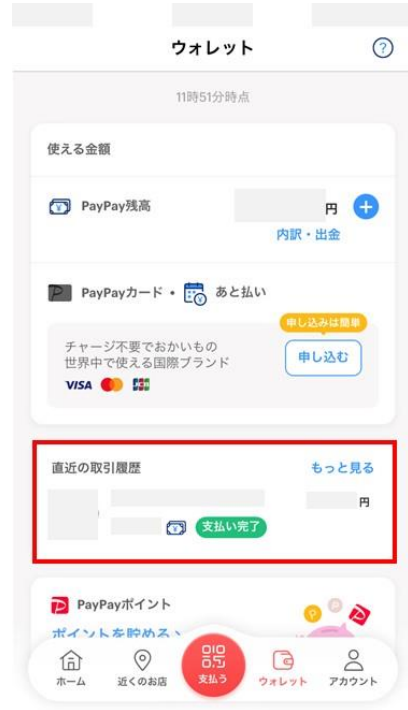 ウォレット
?
11時51分時点
使える金額
PayPay残高
円
+
内訳・出金
PayPayカード・
あと払い
申し込みは簡単
チャージ不要でおかいもの
世界中で使える国際ブランド
申し込む
VISA
JCB
直近の取引履歴
もっと見る
円
支払い完了
PayPayポイント
ポイントを貯める、
ホーム
近くのお店
支払う
ウォレット
アカウント